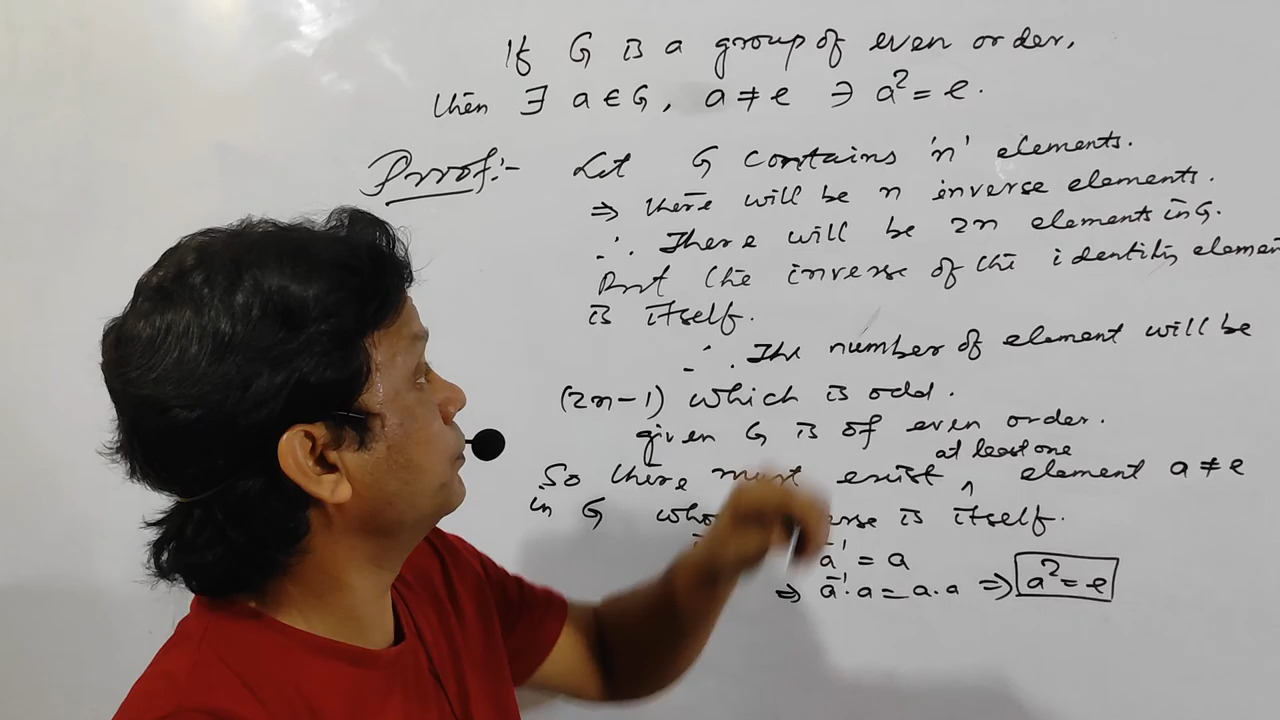 If G is a group of even order,
then ∃ a ∈ G, a ≠ e ∋ a² = e.
Proof:- Let G contains 'n' elements.
⇒ there will be n inverse elements.
∴ There will be 2n elements in G.
But the inverse of the identity elemen
is itself.
∴ The number of element will be
(2n-1) which is odd.
given G is of even order.
at least one
So there must exist ^ element a ≠ e
in G is itself.
a⁻¹ = a
⇒ a⁻¹·a = a·a ⇒ a² = e